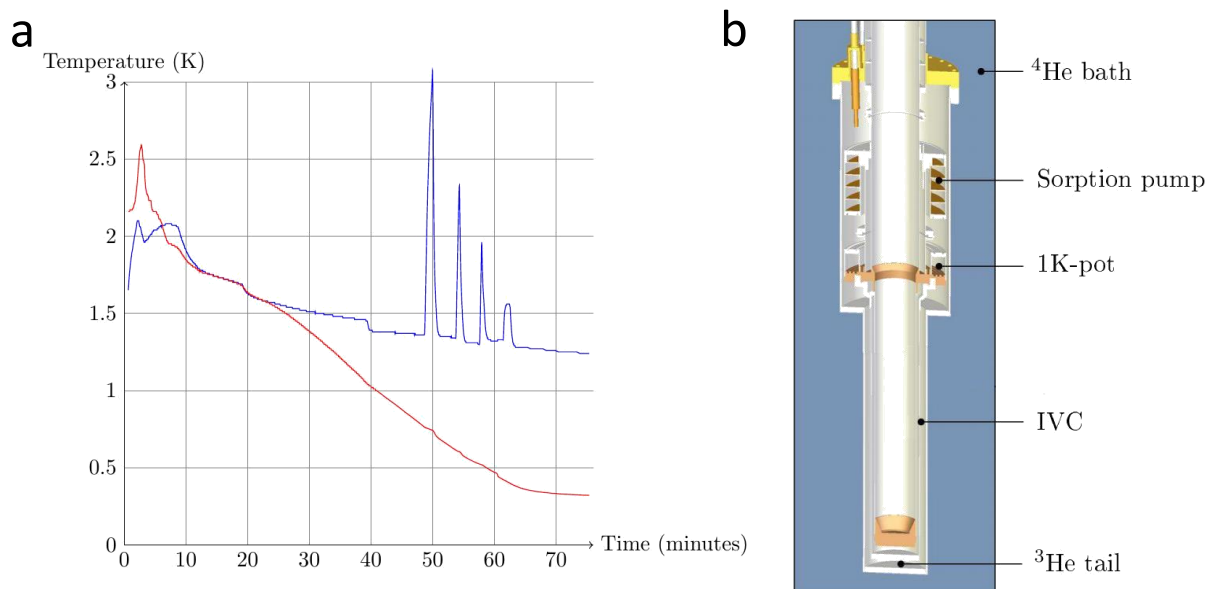 a
Temperature (K)
3
2.5
2
1.5
1
0.5
0
0 10 20 30 40 50 60 70
Time (minutes)
b
⁴He bath
Sorption pump
1K-pot
IVC
³He tail